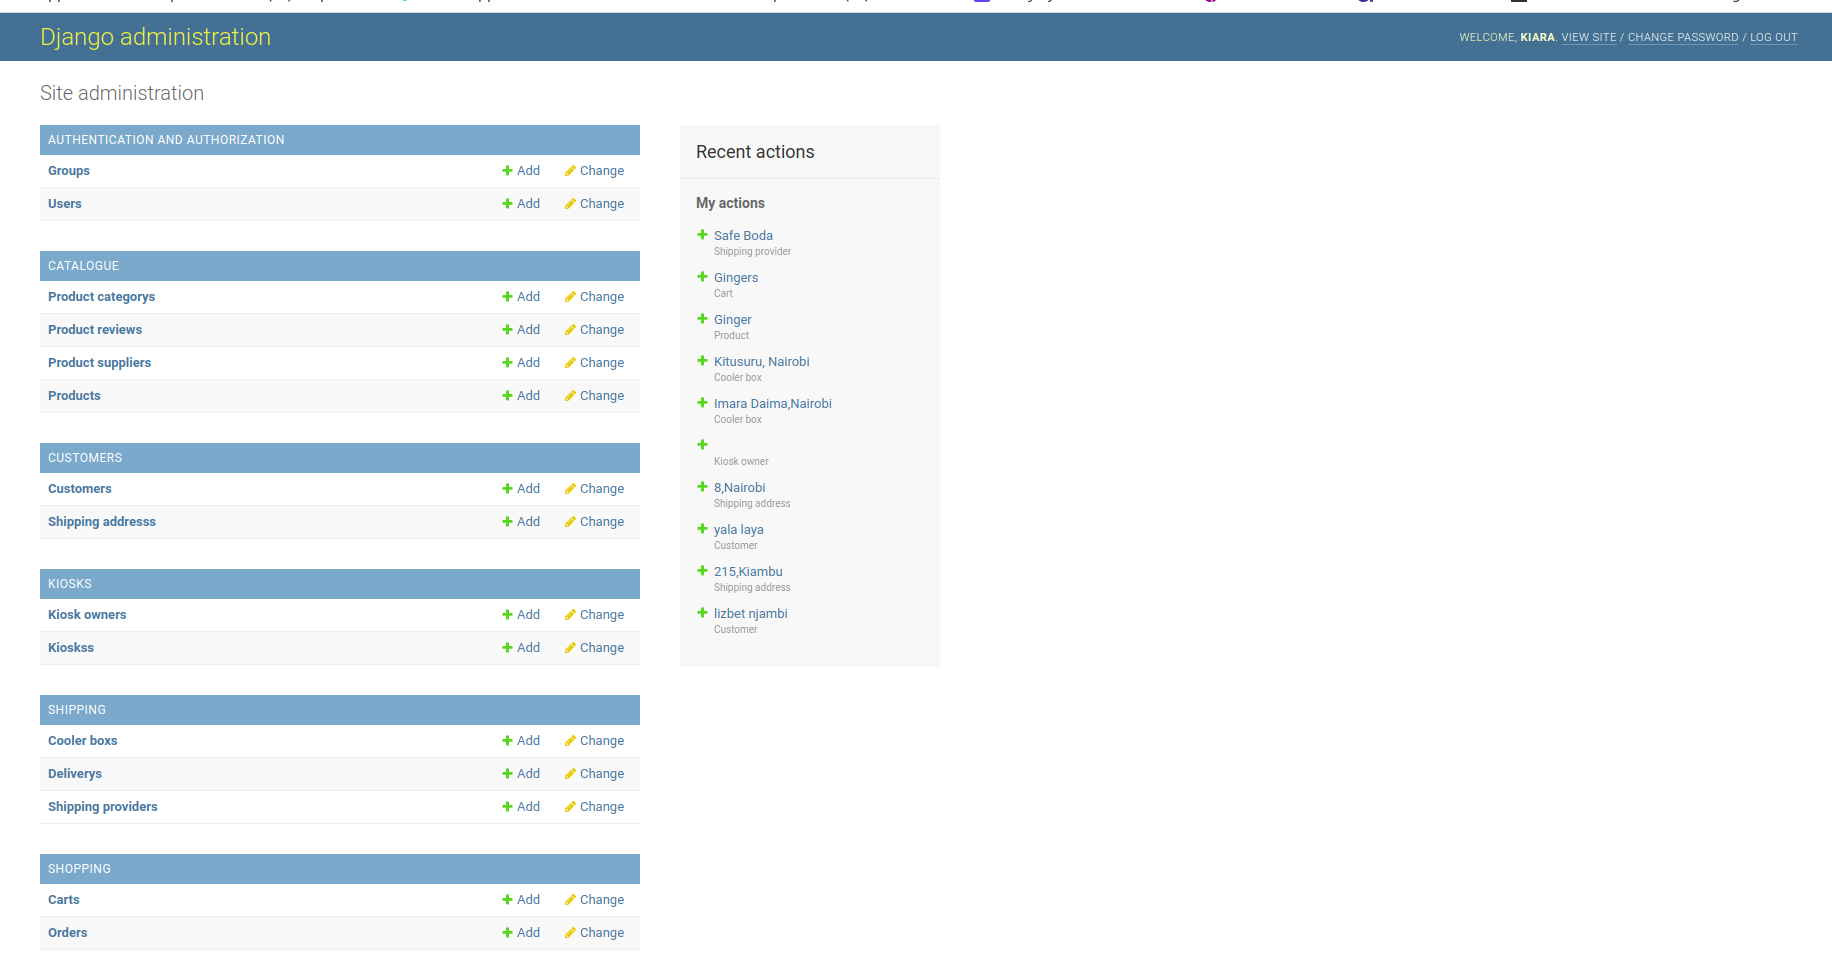 Django administration
WELCOME, KIARA. VIEW SITE / CHANGE PASSWORD / LOG OUT
Site administration
AUTHENTICATION AND AUTHORIZATION
Groups Add Change
Users Add Change
CATALOGUE
Product categorys Add Change
Product reviews Add Change
Product suppliers Add Change
Products Add Change
CUSTOMERS
Customers Add Change
Shipping addresss Add Change
KIOSKS
Kiosk owners Add Change
Kioskss Add Change
SHIPPING
Cooler boxs Add Change
Deliverys Add Change
Shipping providers Add Change
SHOPPING
Carts Add Change
Orders Add Change
Recent actions
My actions
Safe Boda
Shipping provider
Gingers
Cart
Ginger
Product
Kitusuru, Nairobi
Cooler box
Imara Daima,Nairobi
Cooler box
Kiosk owner
8,Nairobi
Shipping address
yala laya
Customer
215,Kiambu
Shipping address
lizbet njambi
Customer